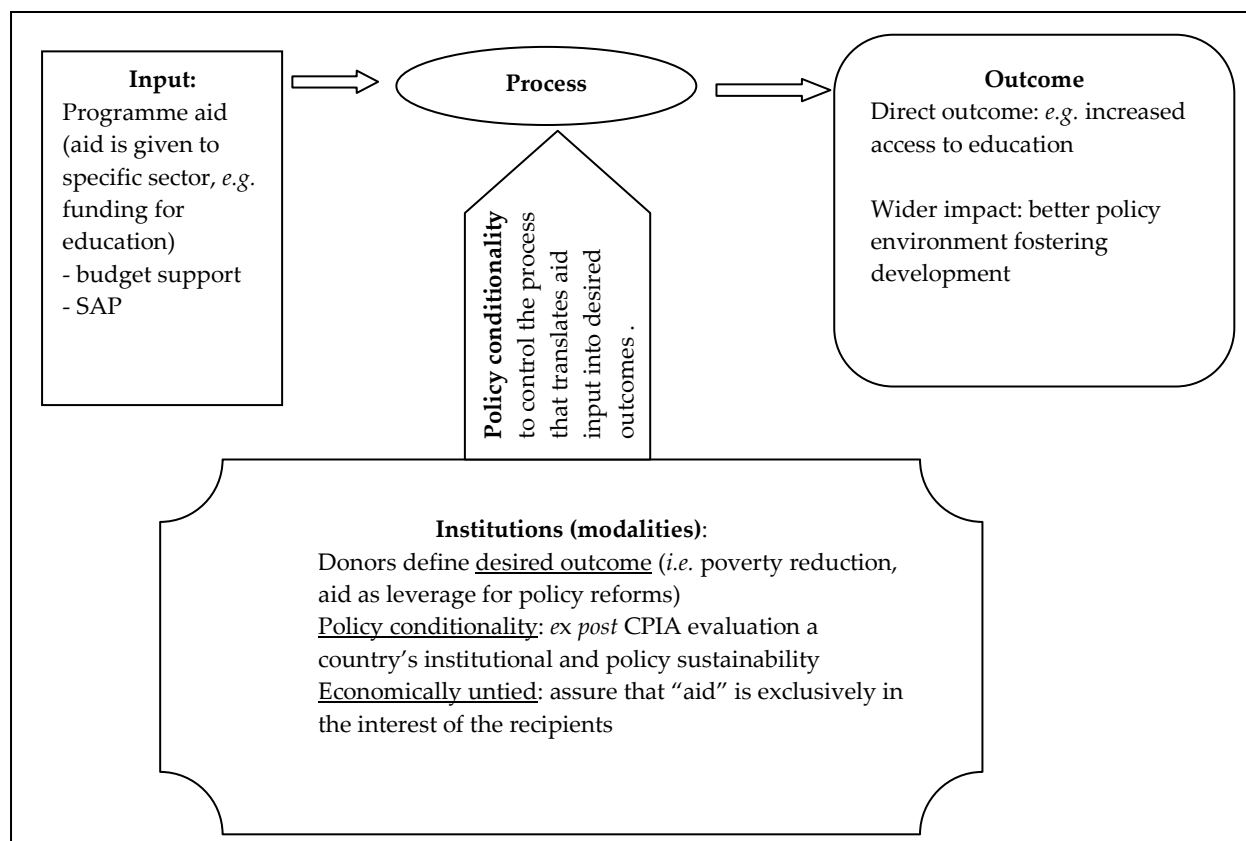 Input:
Programme aid
(aid is given to
specific sector, e.g.
funding for
education)
- budget support
- SAP
Process
Outcome
Direct outcome: e.g. increased
access to education
Wider impact: better policy
environment fostering
development
Policy conditionality
to control the process
that translates aid
input into desired
outcomes .
Institutions (modalities):
Donors define desired outcome (i.e. poverty reduction,
aid as leverage for policy reforms)
Policy conditionality: ex post CPIA evaluation a
country’s institutional and policy sustainability
Economically untied: assure that “aid” is exclusively in
the interest of the recipients